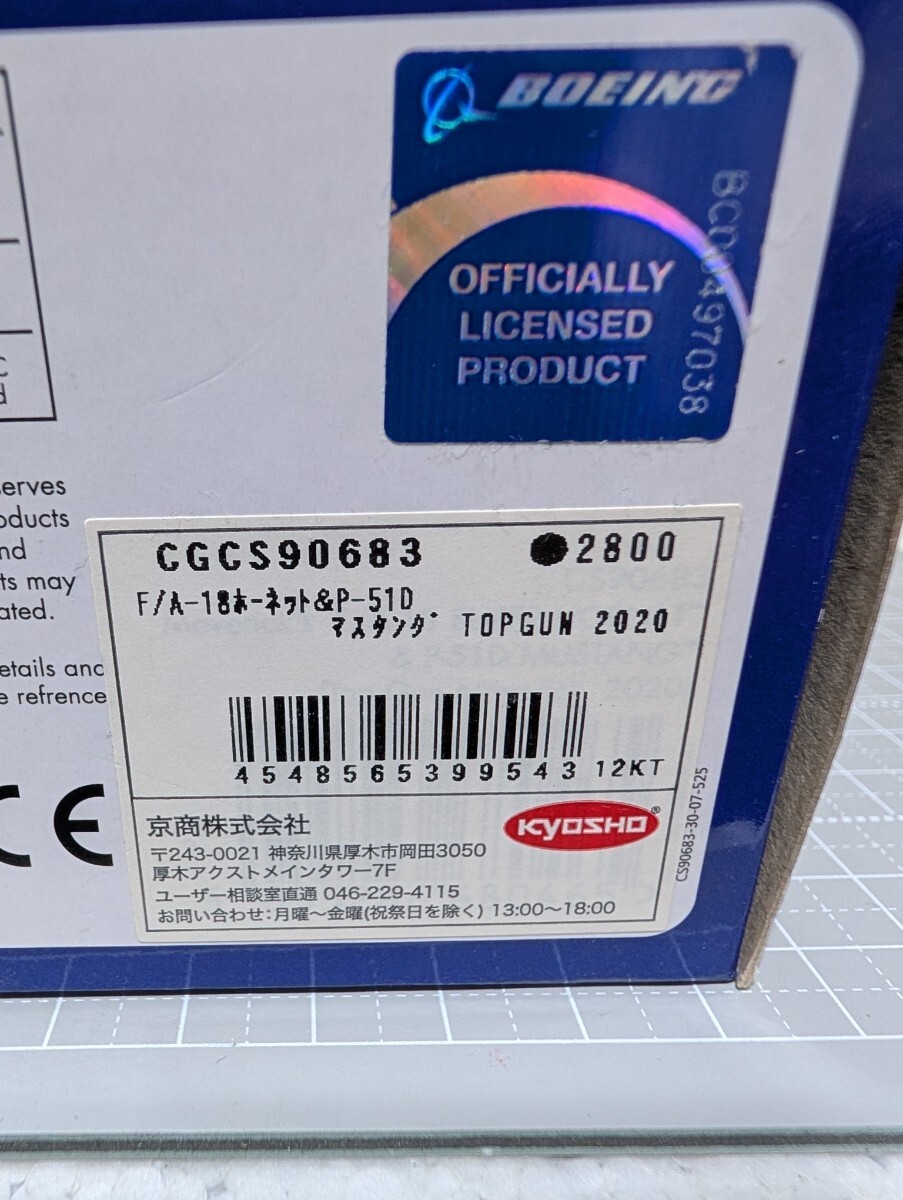 BOEING
OFFICIALLY
LICENSED
PRODUCT
BCD0497038
C
d
serves
oducts
nd
ts may
ated.
etails and
e refrence
CE
CGCS90683 ●2800
F/A-18ホーネット&P-51D
マスタング TOPGUN 2020
4548565399543 12KT
京商株式会社 KYOSHO®
〒243-0021 神奈川県厚木市岡田3050
厚木アクストメインタワー7F
ユーザー相談室直通 046-229-4115
お問い合わせ:月曜〜金曜(祝祭日を除く) 13:00〜18:00
CS90683-30-07-525